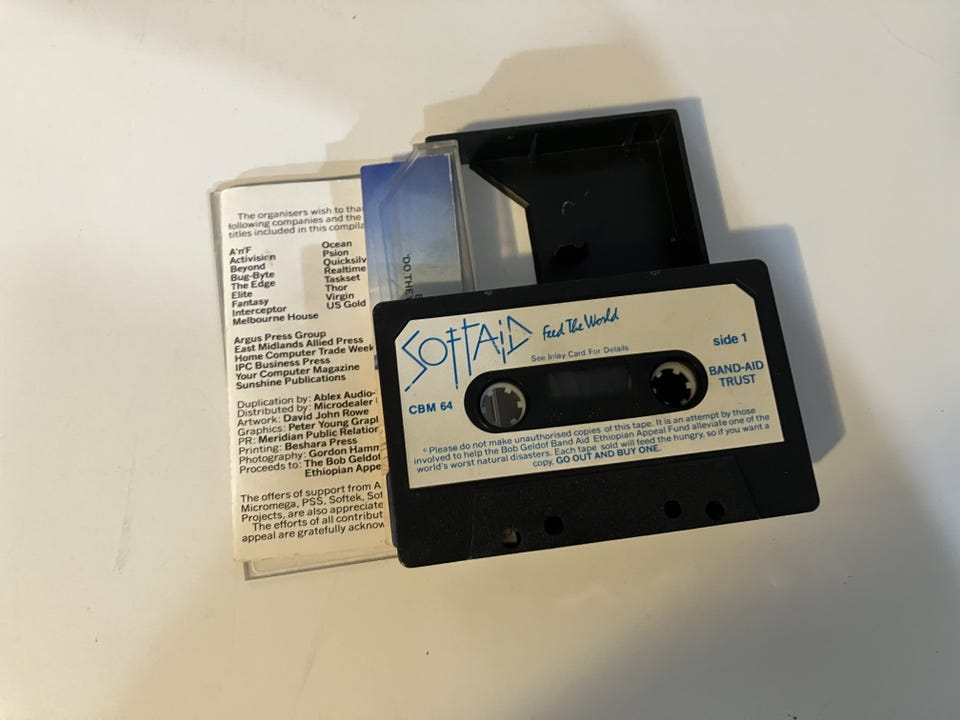 The organisers wish to
following companies and the
titles included in this
A'n'F
Activision
Beyond
Bug-Byte
The Edge
Elite
Fantasy
Interceptor
Melbourne House
Ocean
Psion
Quicksilv
Realtime
Taskset
Thor
Virgin
US Gold
Argus Press Group
East Midlands Allied Press
Home Computer Trade Week
IPC Business Press
Your Computer Magazine
Sunshine Publications
Duplication by: Ablex Audio-
Distributed by: Microdealer
Artwork: David John Rowe
Graphics: Peter Young Grap
PR: Meridian Public Relation
Printing: Beshara Press
Photography: Gordon Hamm
Proceeds to: The Bob Geldof
Ethiopian Appe
The offers of support from A
Micromega, PSS, Softek, Sof
Projects, are also appreciate
The efforts of all contribut
appeal are gratefully acknow
'DO THE
SOFTAID Feed The World
See Inlay Card For Details
side 1
CBM 64
BAND-AID
TRUST
© Please do not make unauthorised copies of this tape. It is an attempt by those
involved to help the Bob Geldof Band Aid Ethiopian Appeal Fund alleviate one of the
world's worst natural disasters. Each tape sold will feed the hungry, so if you want a
copy, GO OUT AND BUY ONE.